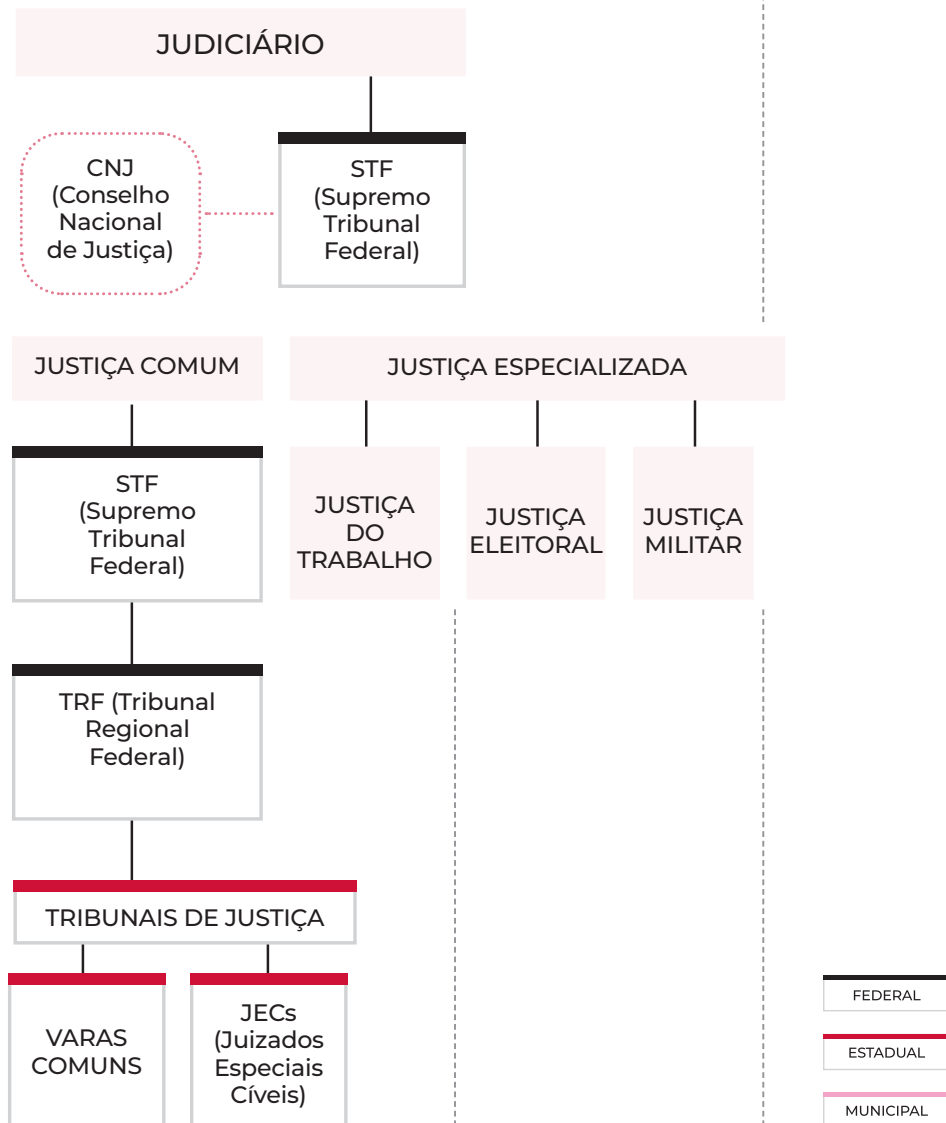 JUDICIÁRIO
CNJ
(Conselho
Nacional
de Justiça)
STF
(Supremo
Tribunal
Federal)
JUSTIÇA COMUM
JUSTIÇA ESPECIALIZADA
STF
(Supremo
Tribunal
Federal)
JUSTIÇA
DO
TRABALHO
JUSTIÇA
ELEITORAL
JUSTIÇA
MILITAR
TRF (Tribunal
Regional
Federal)
TRIBUNAIS DE JUSTIÇA
VARAS
COMUNS
JECs
(Juizados
Especiais
Cíveis)
FEDERAL
ESTADUAL
MUNICIPAL